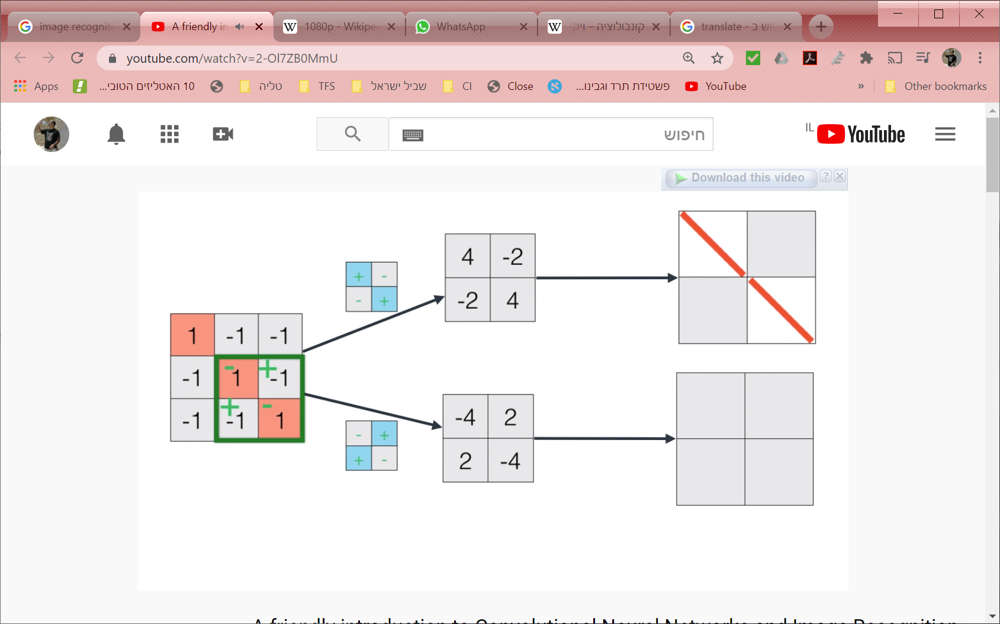 image recogniti
A friendly in
1080p - Wikipe
WhatsApp
קונבולוציה – ויק
translate - פוש ב
youtube.com/watch?v=2-Ol7ZB0MmU
Apps
10 האטליזים הטובי...
טליה
TFS
שביל ישראל
CI
Close
פשטידת תרד וגבינו...
YouTube
»
Other bookmarks
חיפוש
YouTube IL
Download this video ?
4 -2
-2 4
+ -
- +
1 -1 -1
-1 1 -1
-1 -1 1
- +
+ -
-4 2
2 -4
- +
+ -
A friendly introduction to Convolutional Neural Networks and Image Recognition